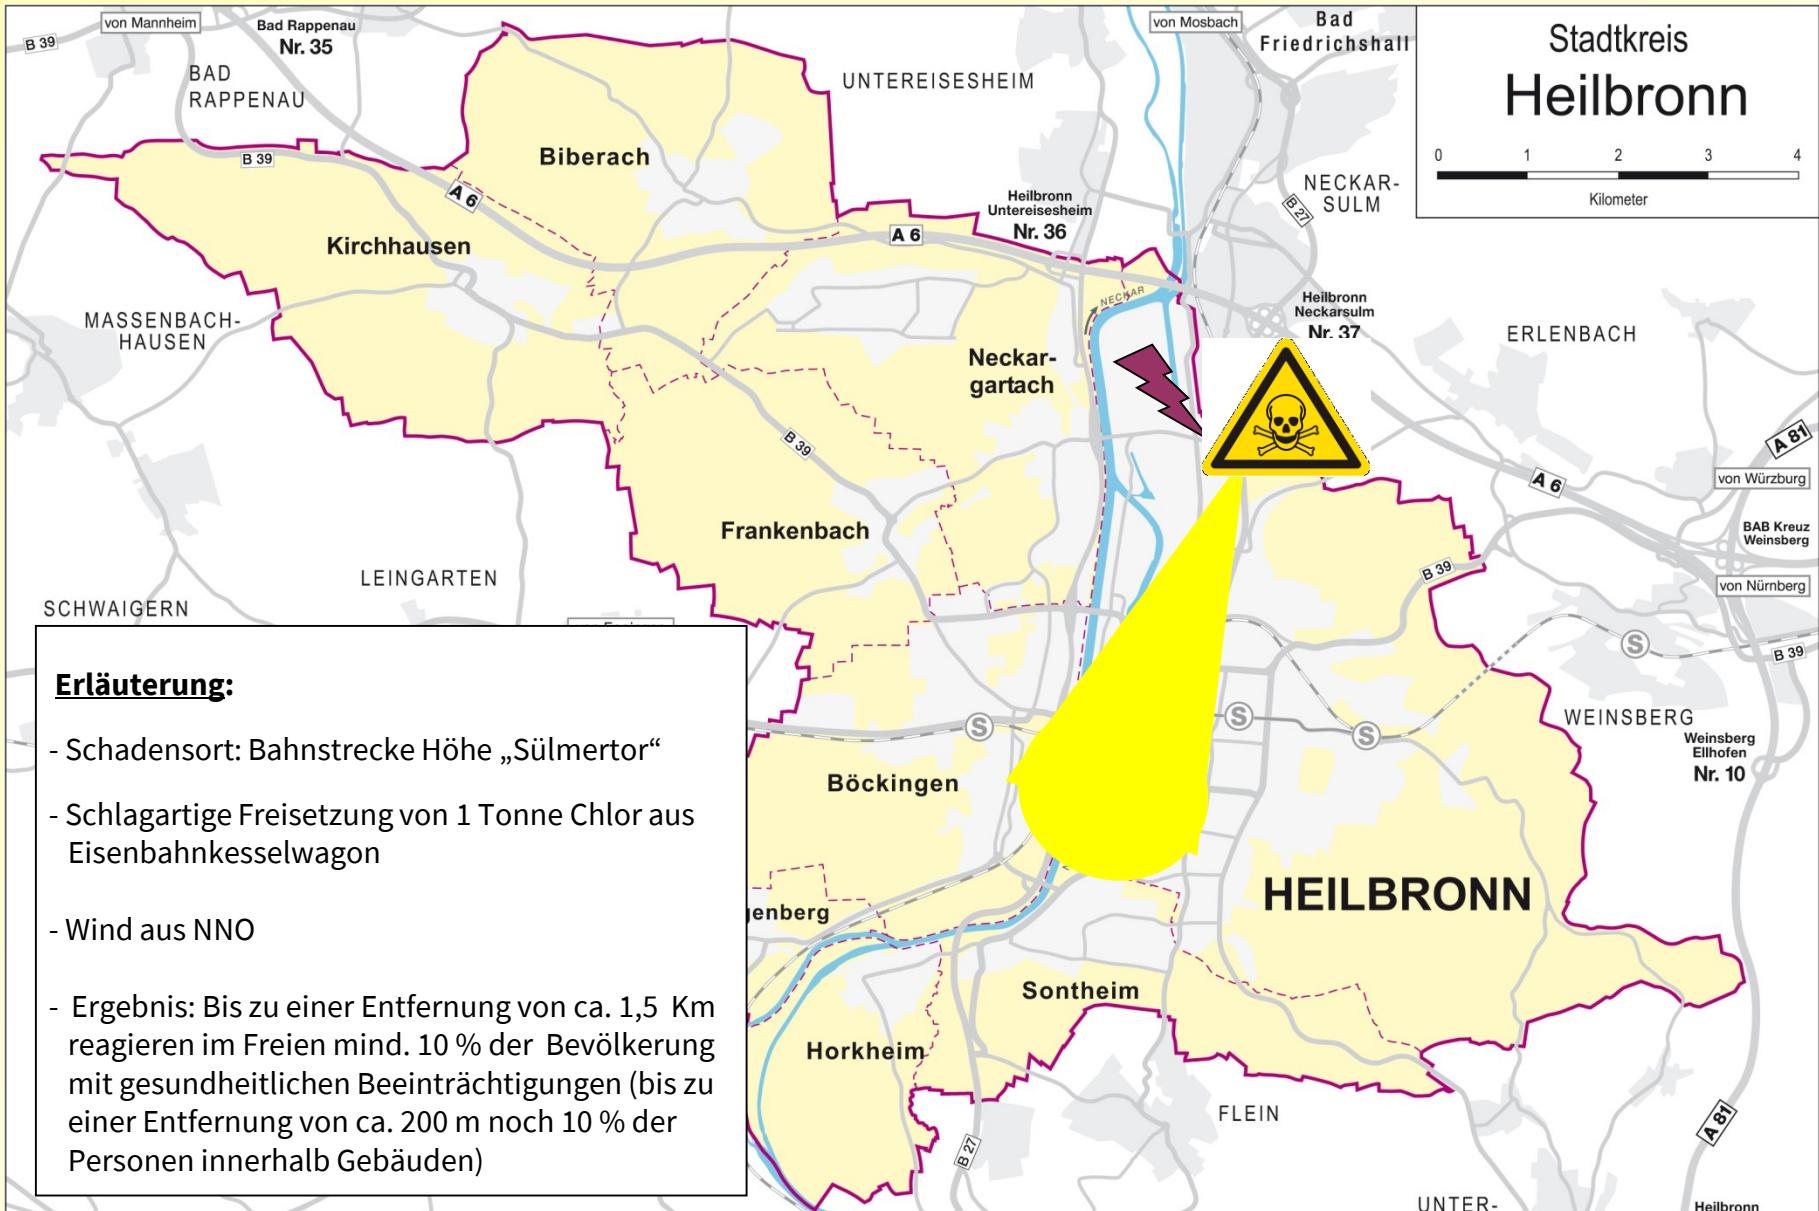 von Mannheim
B 39
Bad Rappenau
Nr. 35
BAD
RAPPENAU
UNTEREISESHEIM
von Mosbach
Bad
Friedrichshall
Stadtkreis
Heilbronn
0 1 2 3 4
Kilometer
Biberach
B 39
A 6
Kirchhausen
A 6
Heilbronn
Untereisesheim
Nr. 36
NECKAR-
SULM
B 27
NECKAR
Heilbronn
Neckarsulm
Nr. 37
MASSENBACH-
HAUSEN
ERLENBACH
Neckar-
gartach
B 39
A 81
A 6
von Würzburg
BAB Kreuz
Weinsberg
von Nürnberg
Frankenbach
LEINGARTEN
SCHWAIGERN
B 39
S
B 39
WEINSBERG
Weinsberg
Ellhofen
Nr. 10
S
S
S
Böckingen
Erläuterung:
- Schadensort: Bahnstrecke Höhe „Sülmertor“
- Schlagartige Freisetzung von 1 Tonne Chlor aus
Eisenbahnkesselwagon
- Wind aus NNO
- Ergebnis: Bis zu einer Entfernung von ca. 1,5 Km
reagieren im Freien mind. 10 % der Bevölkerung
mit gesundheitlichen Beeinträchtigungen (bis zu
einer Entfernung von ca. 200 m noch 10 % der
Personen innerhalb Gebäuden)
HEILBRONN
genberg
Sontheim
Horkheim
FLEIN
B 27
A 81
UNTER-
Heilbronn